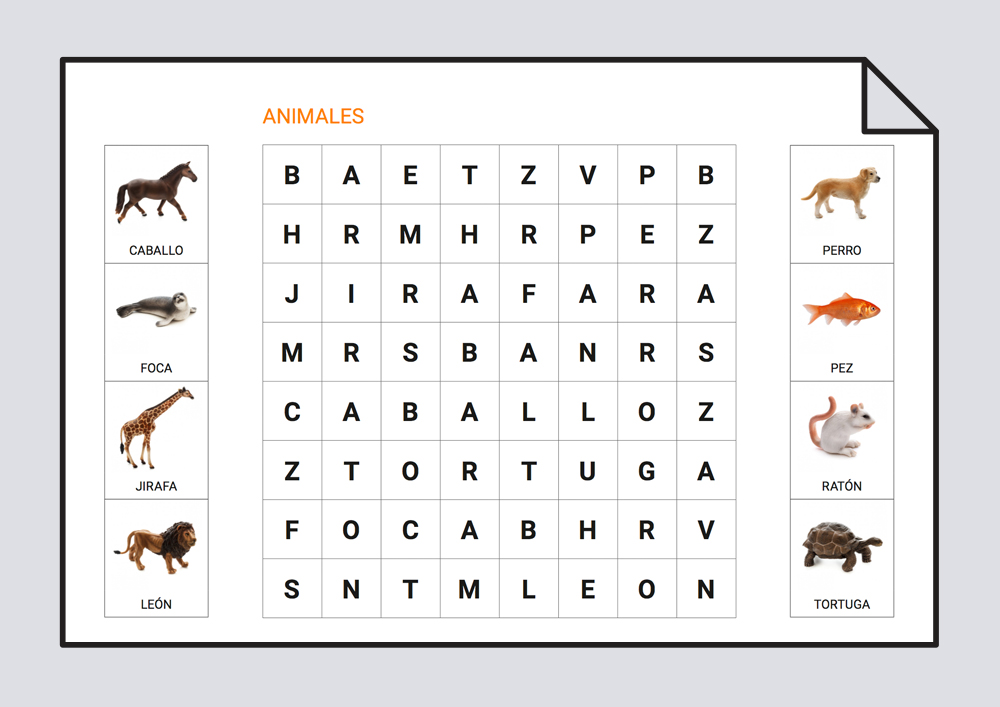 ANIMALES
B A E T Z V P B
H R M H R P E Z
J I R A F A R A
M R S B A N R S
C A B A L L O Z
Z T O R T U G A
F O C A B H R V
S N T M L E O N
CABALLO
FOCA
JIRAFA
LEÓN
PERRO
PEZ
RATÓN
TORTUGA